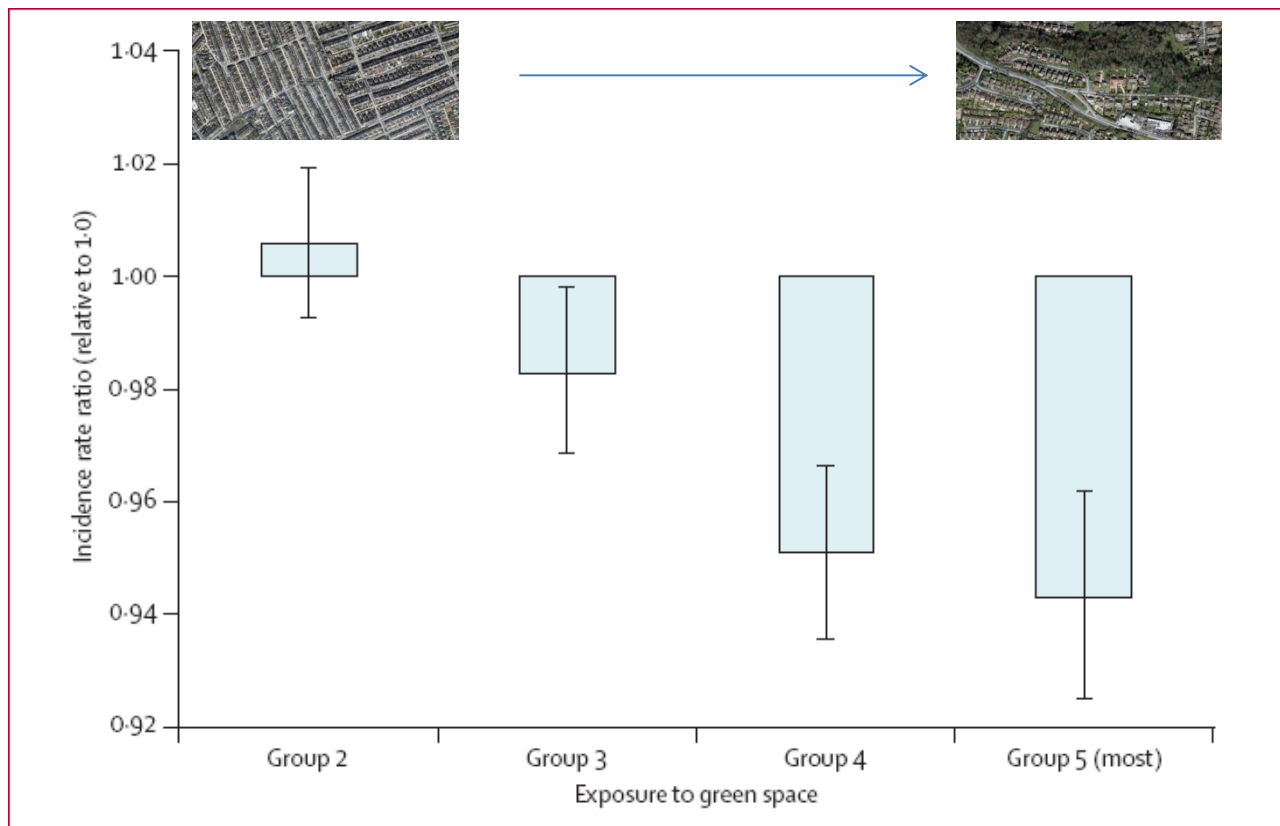 1·04
1·02
1·00
0·98
0·96
0·94
0·92
Incidence rate ratio (relative to 1·0)
Group 2
Group 3
Group 4
Group 5 (most)
Exposure to green space